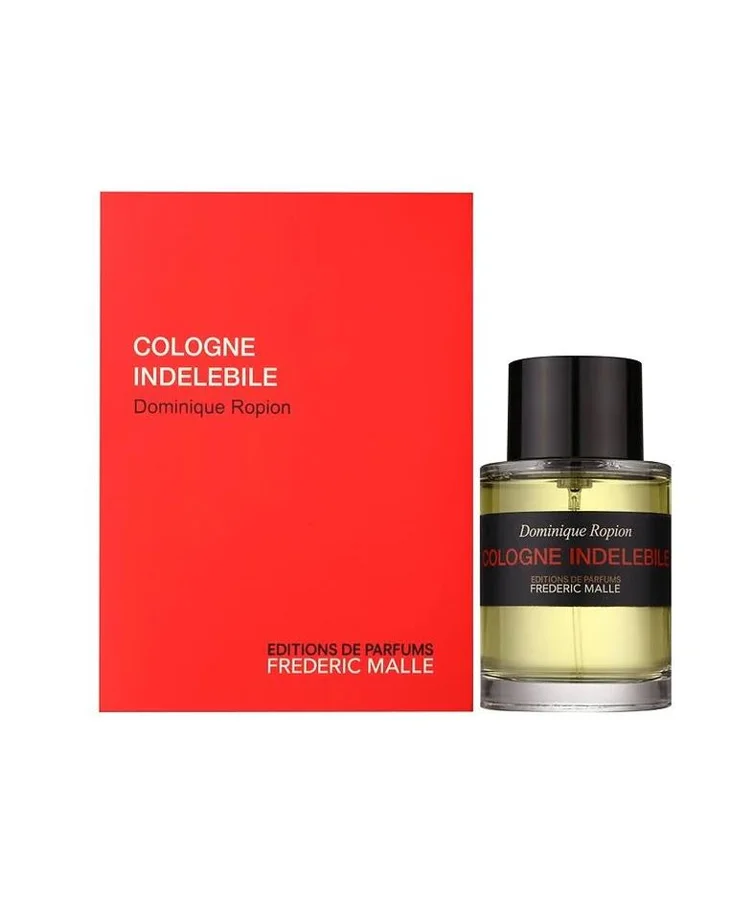 COLOGNE
INDELEBILE
Dominique Ropion
EDITIONS DE PARFUMS
FREDERIC MALLE
Dominique Ropion
COLOGNE INDELEBILE
EDITIONS DE PARFUMS
FREDERIC MALLE